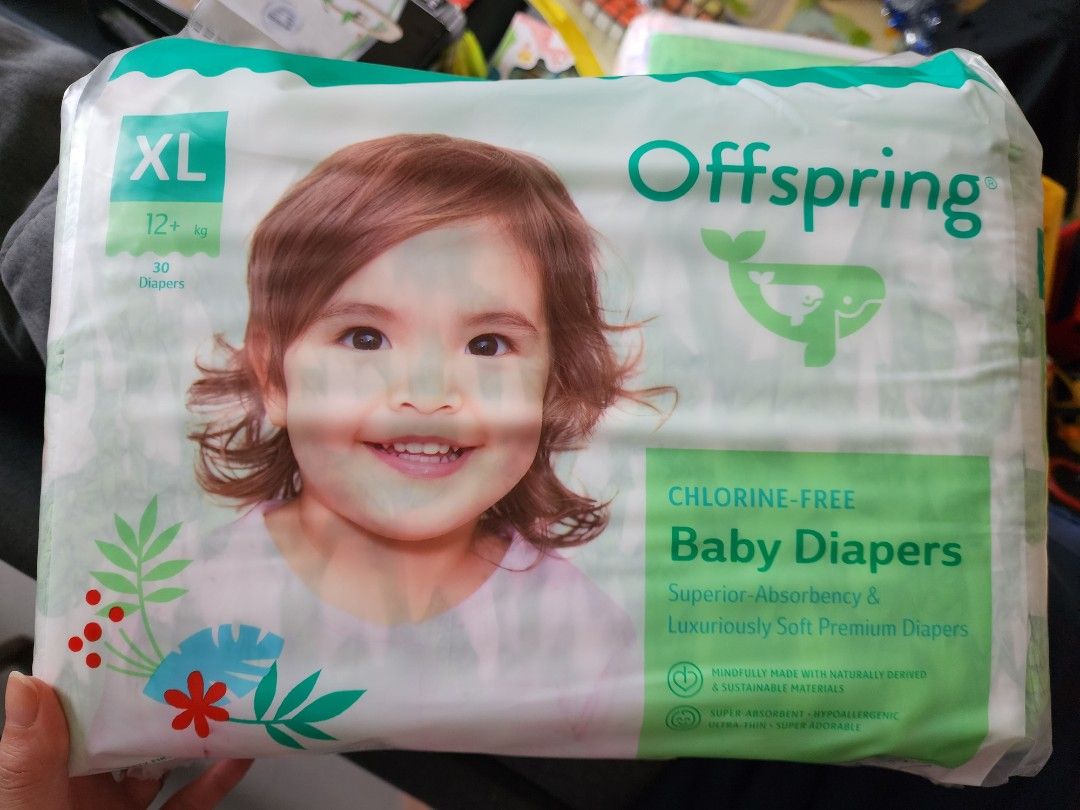 XL
12+ kg
30
Diapers
Offspring®
CHLORINE-FREE
Baby Diapers
Superior-Absorbency &
Luxuriously Soft Premium Diapers
MINDFULLY MADE WITH NATURALLY DERIVED
& SUSTAINABLE MATERIALS
SUPER-ABSORBENT · HYPOALLERGENIC
ULTRA-THIN · SUPER ADORABLE